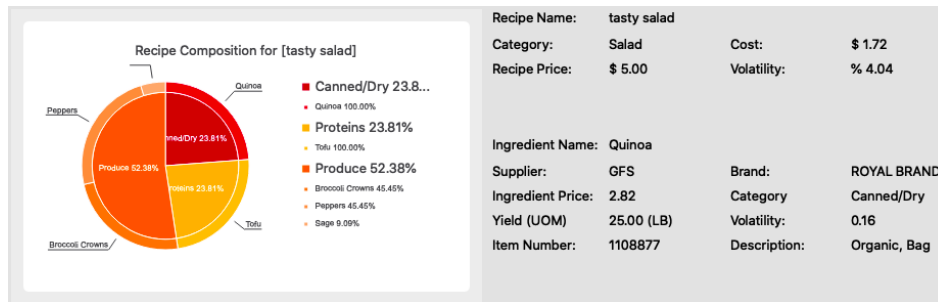 Recipe Composition for [tasty salad]
Quinoa
Peppers
Broccoli Crowns
Tofu
nned/Dry 23.81%
Produce 52.38%
roteins 23.81%
Canned/Dry 23.8...
Quinoa 100.00%
Proteins 23.81%
Tofu 100.00%
Produce 52.38%
Broccoli Crowns 45.45%
Peppers 45.45%
Sage 9.09%
Recipe Name: tasty salad
Category: Salad Cost: $ 1.72
Recipe Price: $ 5.00 Volatility: % 4.04
Ingredient Name: Quinoa
Supplier: GFS Brand: ROYAL BRAND
Ingredient Price: 2.82 Category Canned/Dry
Yield (UOM) 25.00 (LB) Volatility: 0.16
Item Number: 1108877 Description: Organic, Bag